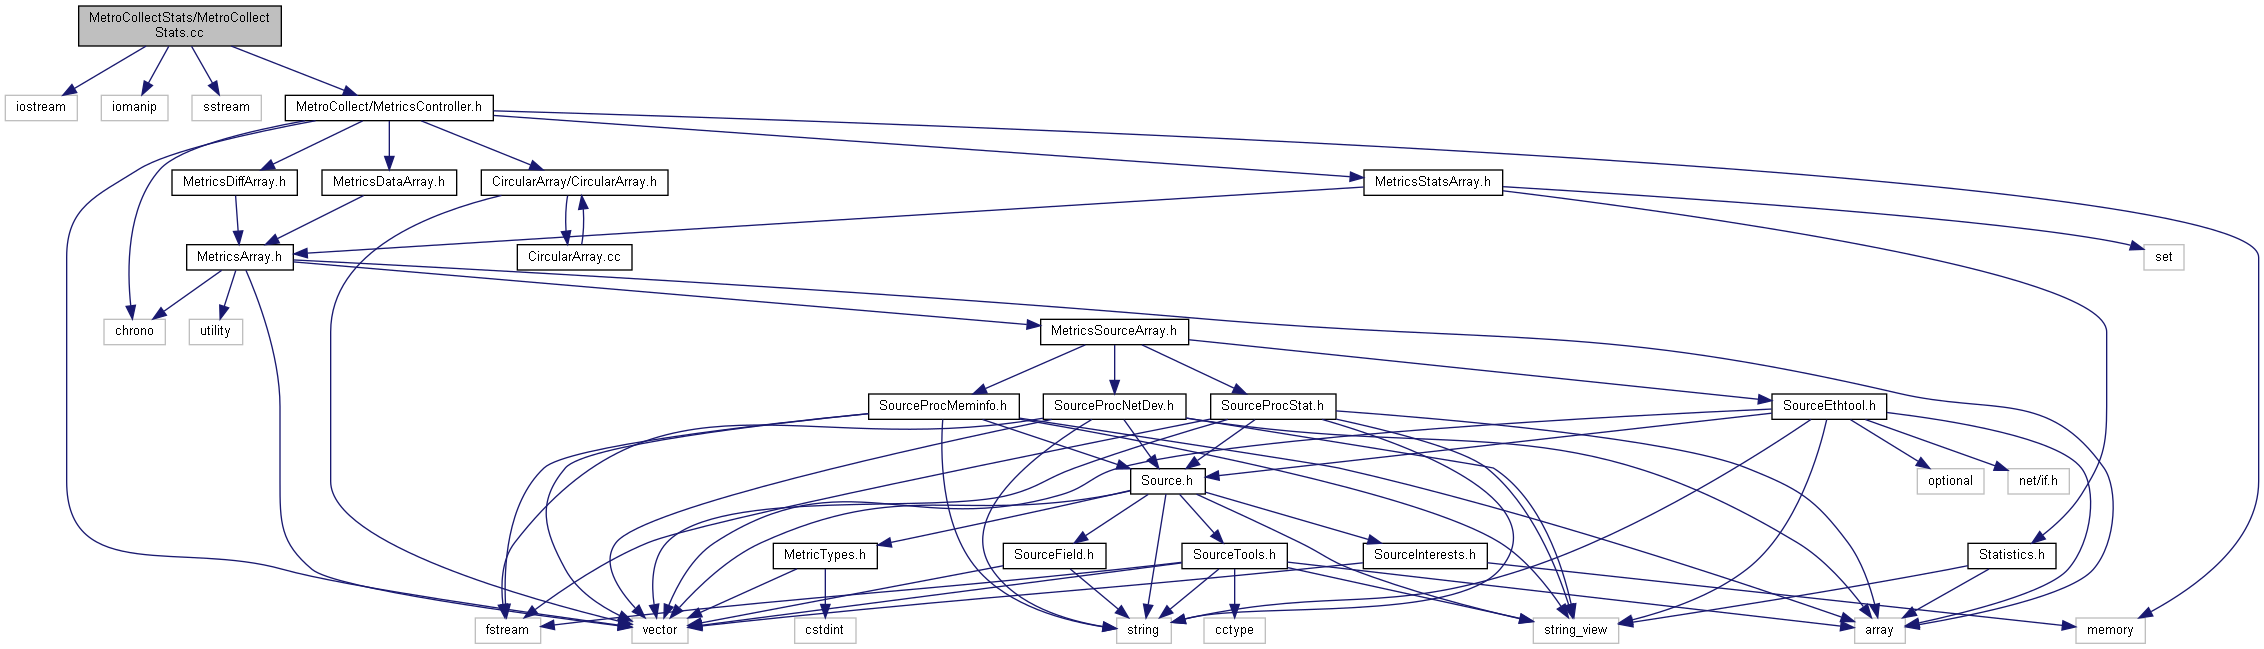 MetroCollectStats/MetroCollect
Stats.cc
iostream
iomanip
sstream
MetroCollect/MetricsController.h
MetricsDiffArray.h
MetricsDataArray.h
CircularArray/CircularArray.h
MetricsStatsArray.h
MetricsArray.h
CircularArray.cc
set
chrono
utility
MetricsSourceArray.h
SourceProcMeminfo.h
SourceProcNetDev.h
SourceProcStat.h
SourceEthtool.h
Source.h
optional
net/if.h
MetricTypes.h
SourceField.h
SourceTools.h
SourceInterests.h
Statistics.h
fstream
vector
cstdint
string
cctype
string_view
array
memory